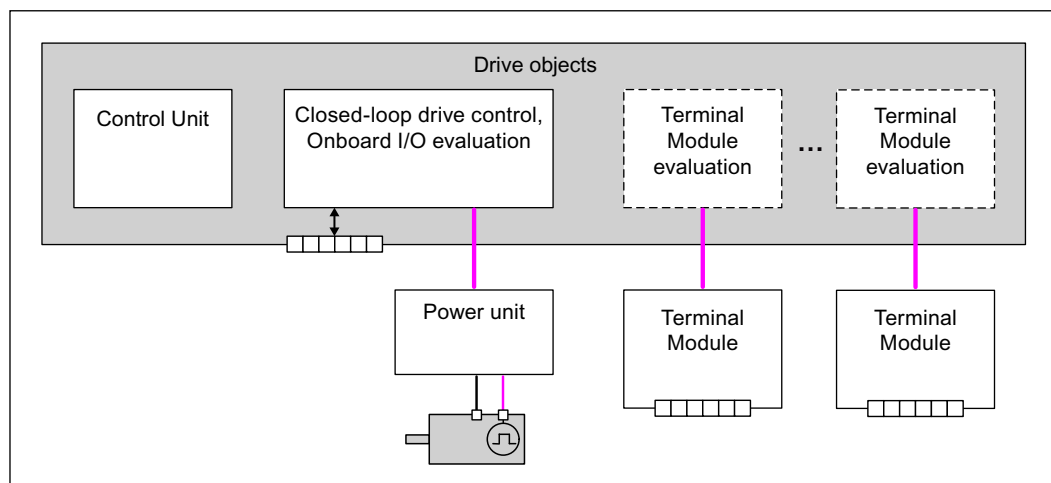 Drive objects
Control Unit
Closed-loop drive control,
Onboard I/O evaluation
Terminal
Module
evaluation
...
Terminal
Module
evaluation
Power unit
Terminal
Module
Terminal
Module